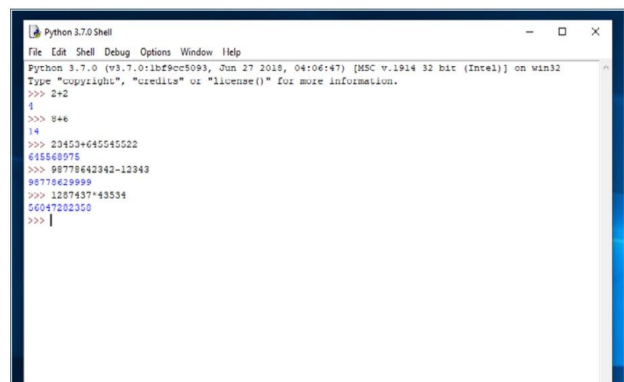 Python 3.7.0 Shell
File Edit Shell Debug Options Window Help
Python 3.7.0 (v3.7.0:1bf9cc5093, Jun 27 2018, 04:06:47) [MSC v.1914 32 bit (Intel)] on win32
Type "copyright", "credits" or "license()" for more information.
>>> 2+2
4
>>> 8+6
14
>>> 23453+645545522
645568975
>>> 98778642342-12343
98778629999
>>> 1287437*43534
56047282358
>>>